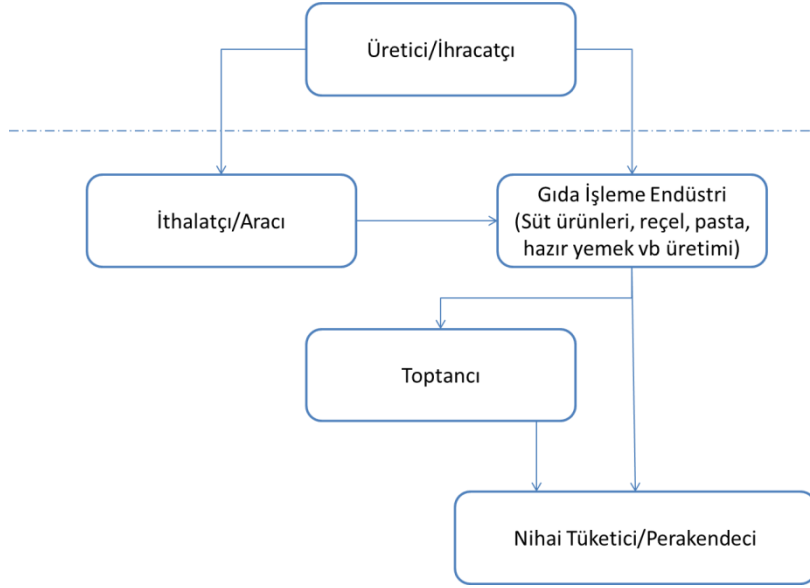 Üretici/İhracatçı
İthalatçı/Aracı
Gıda İşleme Endüstri
(Süt ürünleri, reçel, pasta,
hazır yemek vb üretimi)
Toptancı
Nihai Tüketici/Perakendeci